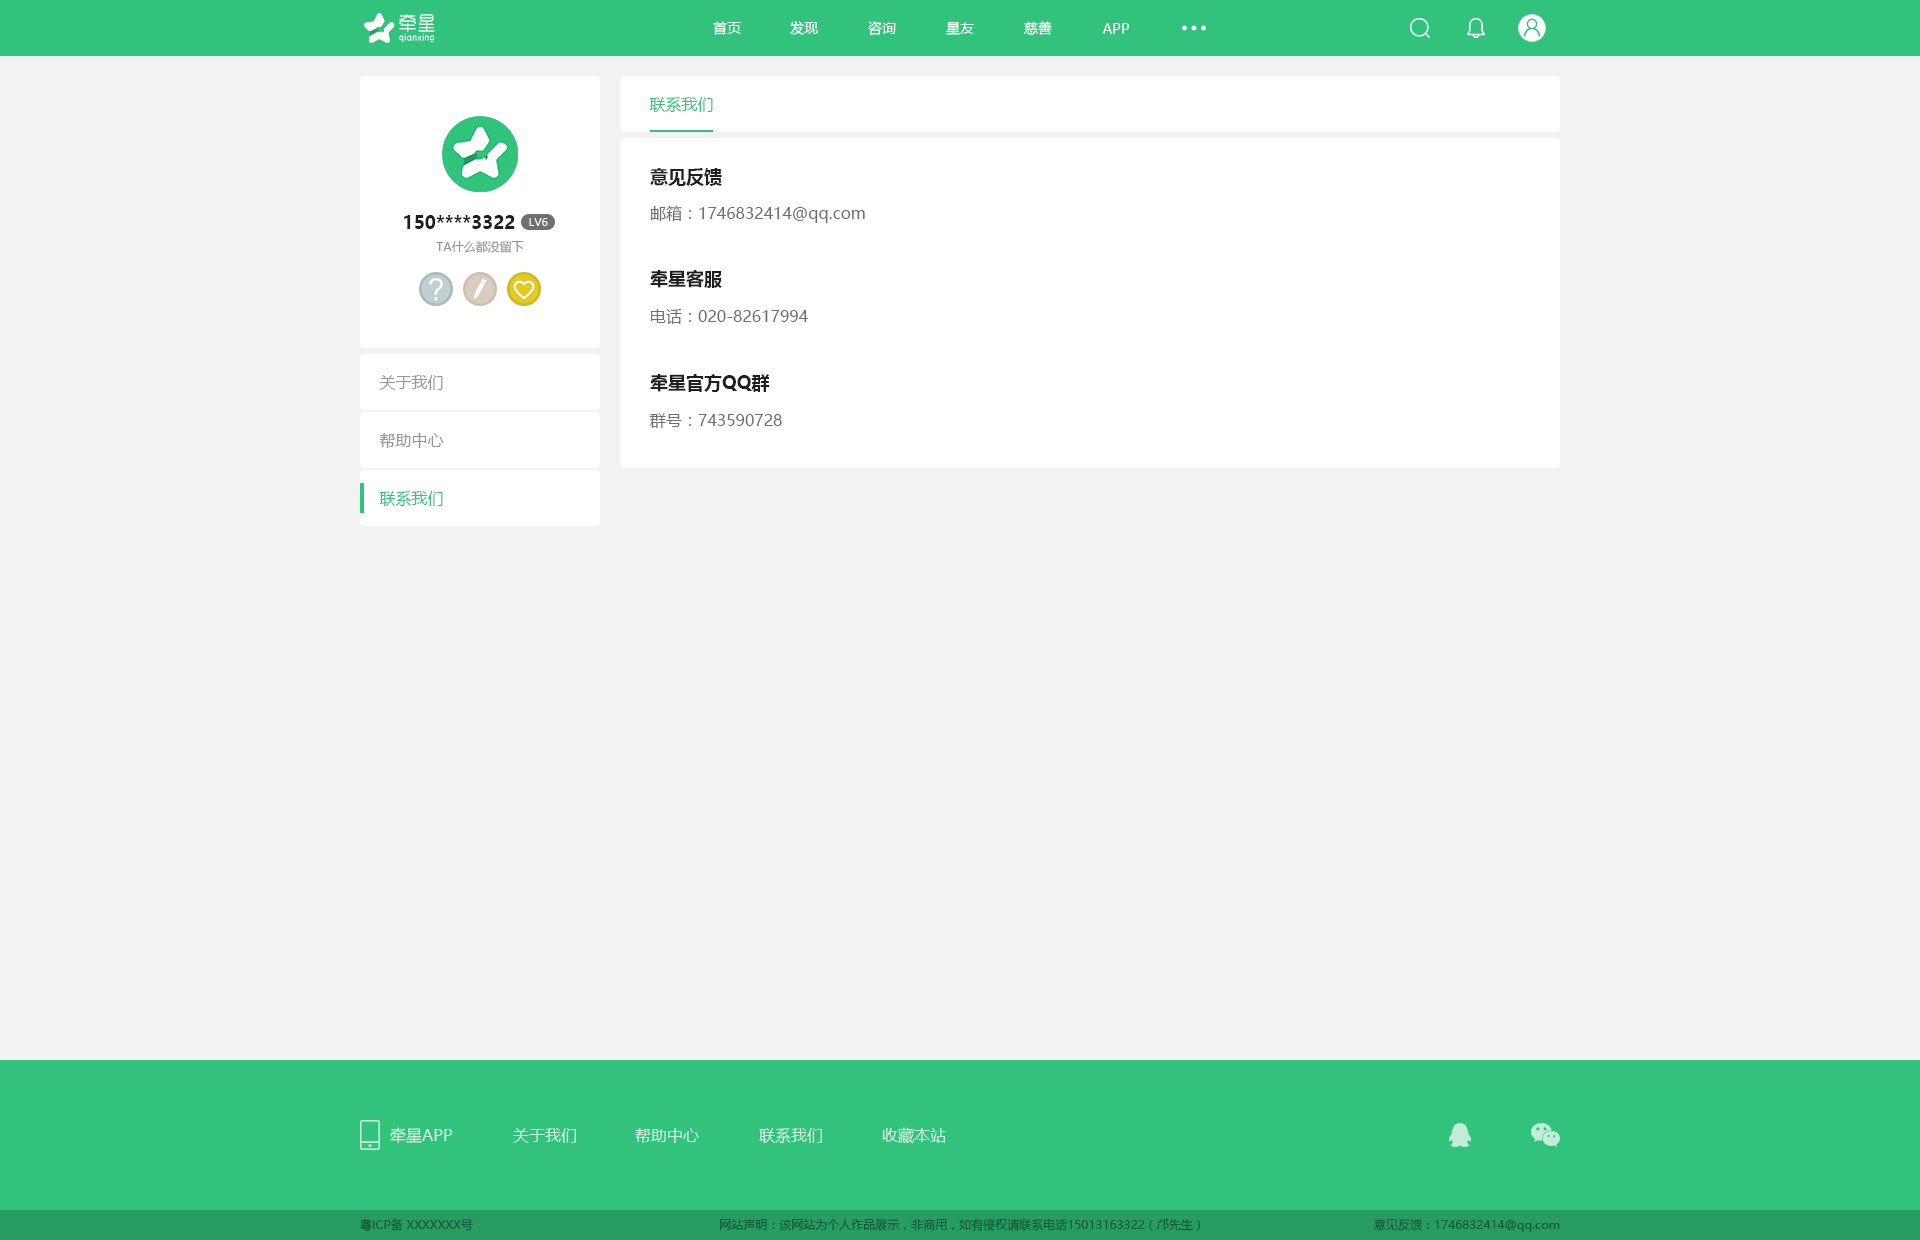 牵星
qianxing
首页 发现 咨询 星友 慈善 APP
150****3322 LV6
TA什么都没留下
关于我们
帮助中心
联系我们
联系我们
意见反馈
邮箱：1746832414@qq.com
牵星客服
电话：020-82617994
牵星官方QQ群
群号：743590728
牵星APP 关于我们 帮助中心 联系我们 收藏本站
粤ICP备 XXXXXXX号 网站声明：该网站为个人作品展示，非商用，如有侵权请联系电话15013163322（邝先生） 意见反馈：1746832414@qq.com